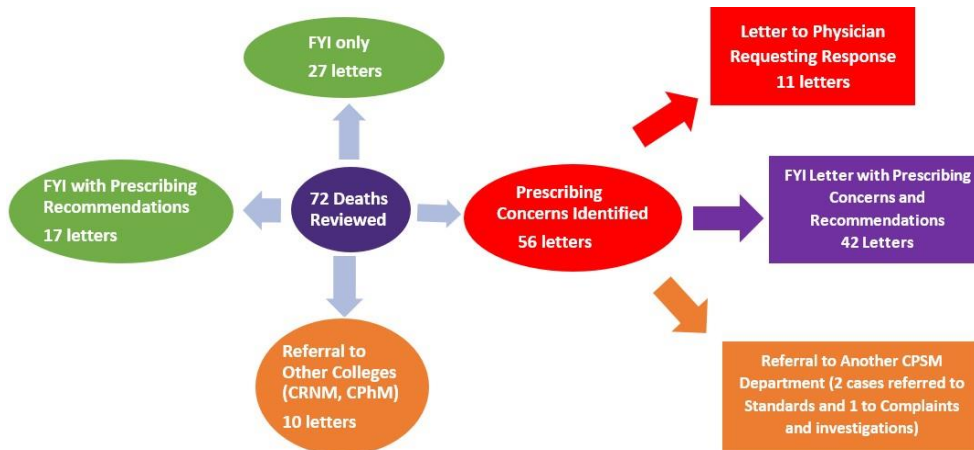 FYI only
27 letters
Letter to Physician
Requesting Response
11 letters
FYI with Prescribing
Recommendations
17 letters
72 Deaths
Reviewed
Prescribing
Concerns Identified
56 letters
FYI Letter with Prescribing
Concerns and
Recommendations
42 Letters
Referral to
Other Colleges
(CRNM, CPhM)
10 letters
Referral to Another CPSM
Department (2 cases referred to
Standards and 1 to Complaints
and investigations)